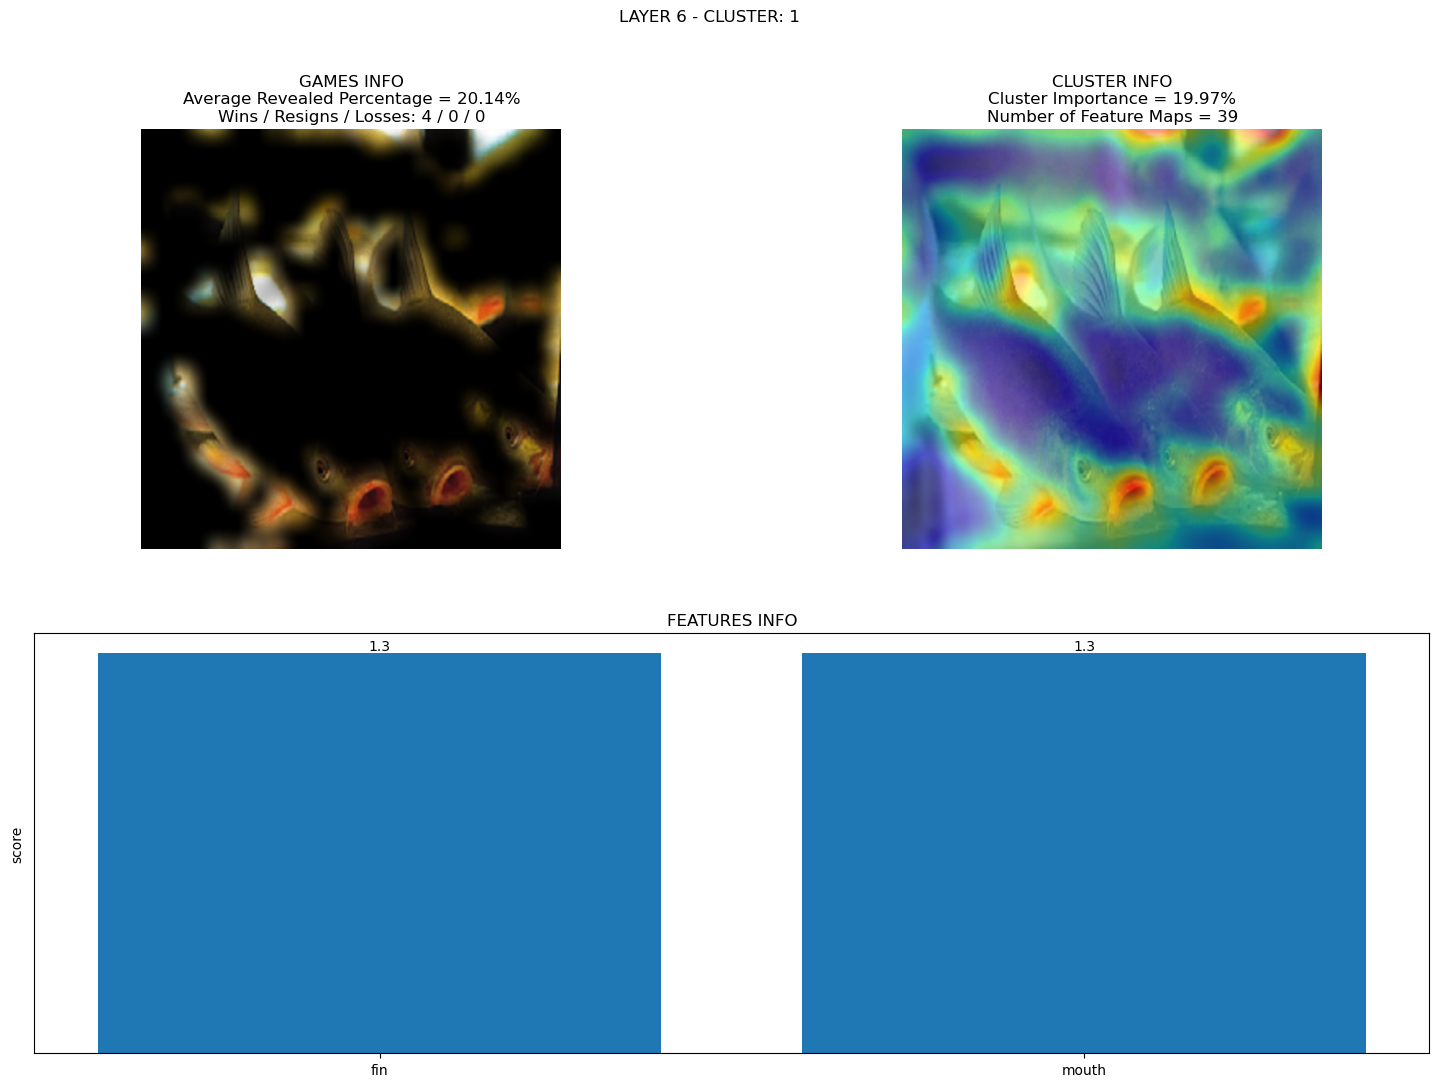 LAYER 6 - CLUSTER: 1
GAMES INFO
Average Revealed Percentage = 20.14%
Wins / Resigns / Losses: 4 / 0 / 0
CLUSTER INFO
Cluster Importance = 19.97%
Number of Feature Maps = 39
FEATURES INFO
1.3
1.3
score
fin
mouth